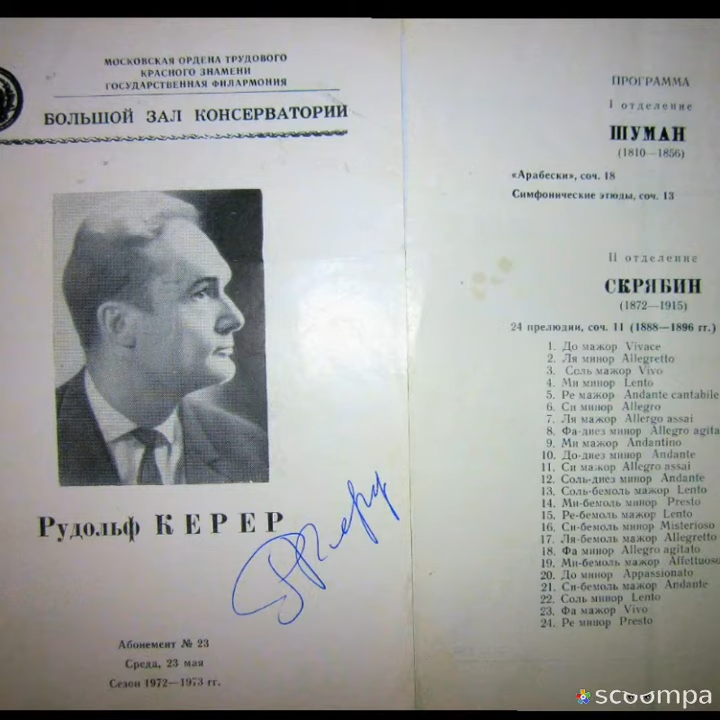 МОСКОВСКАЯ ОРДЕНА ТРУДОВОГО
КРАСНОГО ЗНАМЕНИ
ГОСУДАРСТВЕННАЯ ФИЛАРМОНИЯ
БОЛЬШОЙ ЗАЛ КОНСЕРВАТОРИИ
Рудольф КЕРЕР
Абонемент № 23
Среда, 23 мая
Сезон 1972—1973 гг.
ПРОГРАММА
I отделение
ШУМАН
(1810—1856)
«Арабески», соч. 18
Симфонические этюды, соч. 13
II отделение
СКРЯБИН
(1872—1915)
24 прелюдии, соч. 11 (1888—1896 гг.)
1. До мажор Vivace
2. Ля минор Allegretto
3. Соль мажор Vivo
4. Ми минор Lento
5. Ре мажор Andante cantabile
6. Си минор Allegro
7. Ля мажор Allergo assai
8. Фа-диез минор Allegro agita
9. Ми мажор Andantino
10. До-диез минор Andante
11. Си мажор Allegro assai
12. Соль-диез минор Andante
13. Соль-бемоль мажор Lento
14. Ми-бемоль минор Presto
15. Ре-бемоль мажор Lento
16. Си-бемоль минор Misterioso
17. Ля-бемоль мажор Allegretto
18. Фа минор Allegro agitato
19. Ми-бемоль мажор Affettuoso
20. До минор Appassionato
21. Си-бемоль мажор Andante
22. Соль минор Lento
23. Фа мажор Vivo
24. Ре минор Presto
scoompa